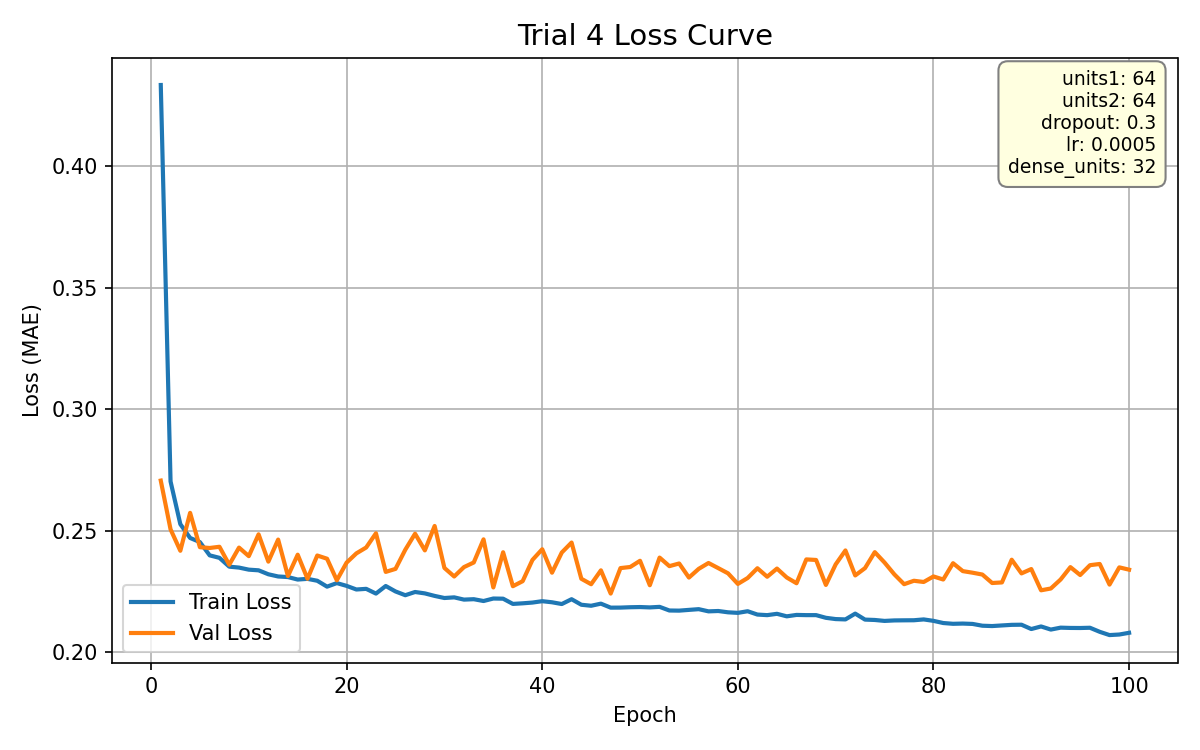 Trial 4 Loss Curve
units1: 64
units2: 64
dropout: 0.3
lr: 0.0005
dense_units: 32
Loss (MAE)
0.40
0.35
0.30
0.25
0.20
Train Loss
Val Loss
0 20 40 60 80 100
Epoch